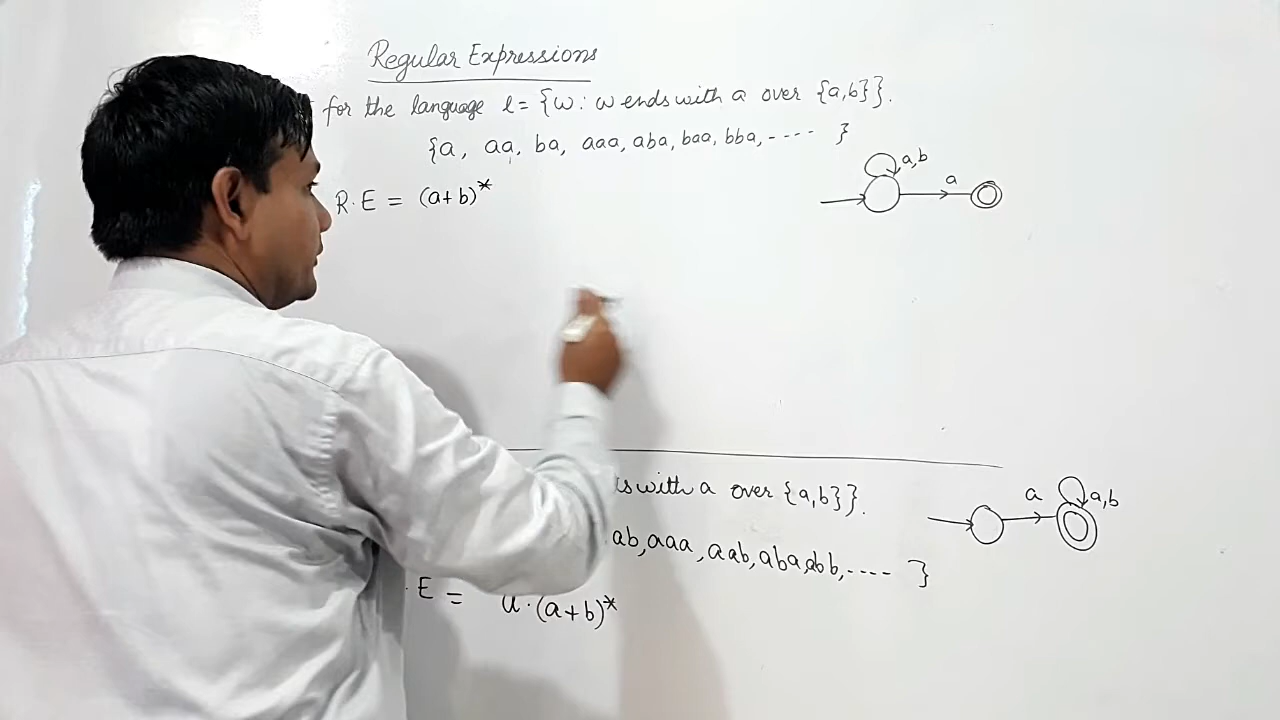 Regular Expressions
for the language L = {w : w ends with a over {a,b}}.
{a, aa, ba, aaa, aba, baa, bba, ---- }
a,b
a
R.E = (a+b)*
with a over {a,b}}.
a
a,b
ab, aaa, aab, aba, abb, ---- }
. E = a.(a+b)*